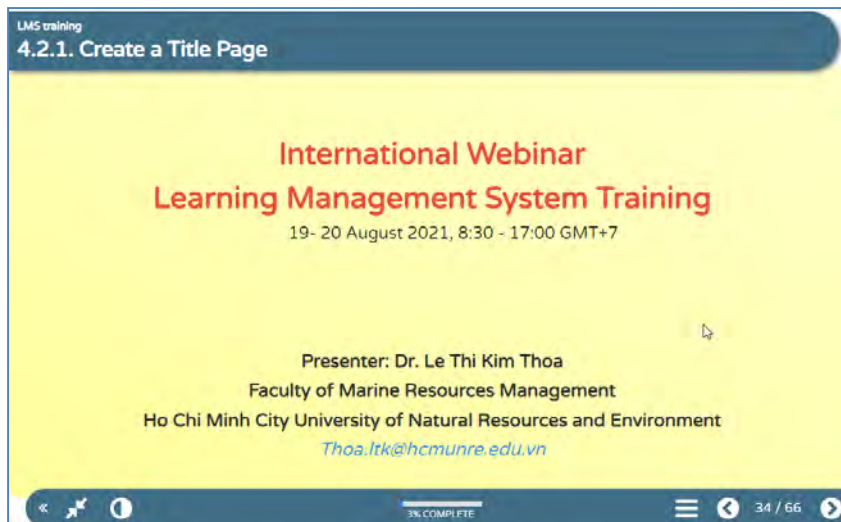 LMS training
4.2.1. Create a Title Page
International Webinar
Learning Management System Training
19- 20 August 2021, 8:30 - 17:00 GMT+7
Presenter: Dr. Le Thi Kim Thoa
Faculty of Marine Resources Management
Ho Chi Minh City University of Natural Resources and Environment
Thoa.ltk@hcmunre.edu.vn
3% COMPLETE
34 / 66